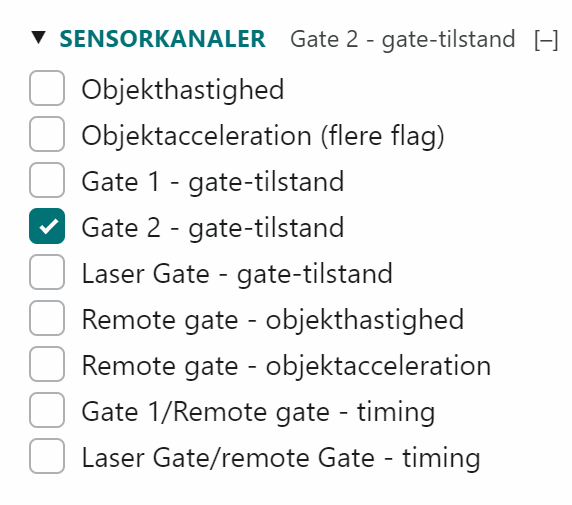 ▼ SENSORKANALER Gate 2 - gate-tilstand [–]
Objekthastighed
Objektacceleration (flere flag)
Gate 1 - gate-tilstand
Gate 2 - gate-tilstand
Laser Gate - gate-tilstand
Remote gate - objekthastighed
Remote gate - objektacceleration
Gate 1/Remote gate - timing
Laser Gate/remote Gate - timing